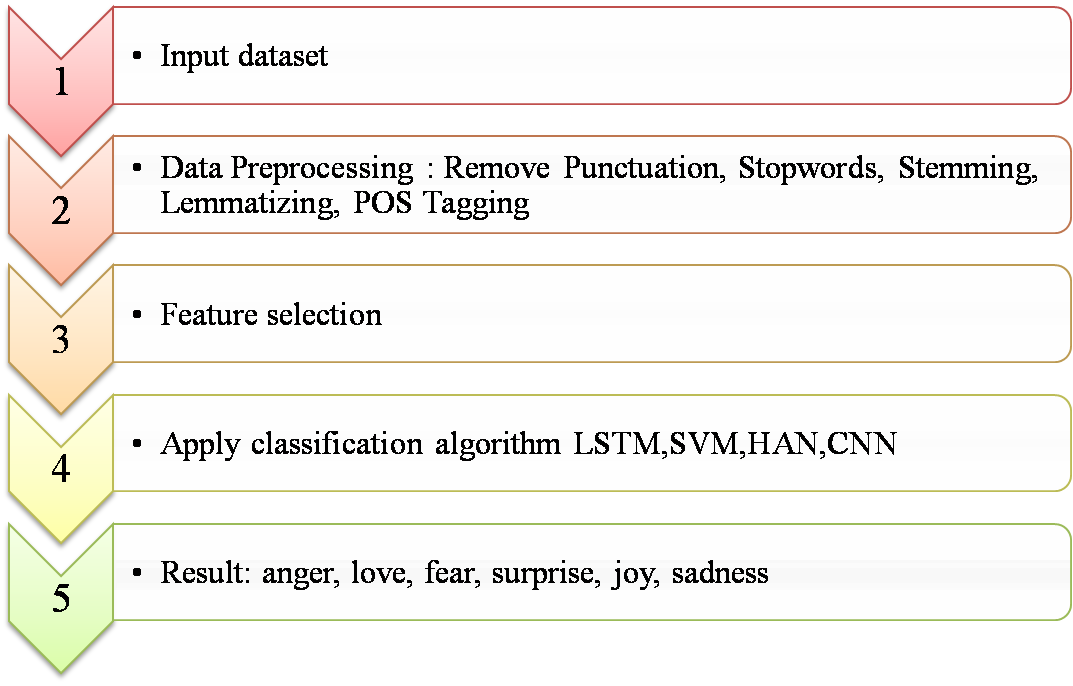 1
• Input dataset
2
• Data Preprocessing : Remove Punctuation, Stopwords, Stemming,
Lemmatizing, POS Tagging
3
• Feature selection
4
• Apply classification algorithm LSTM,SVM,HAN,CNN
5
• Result: anger, love, fear, surprise, joy, sadness